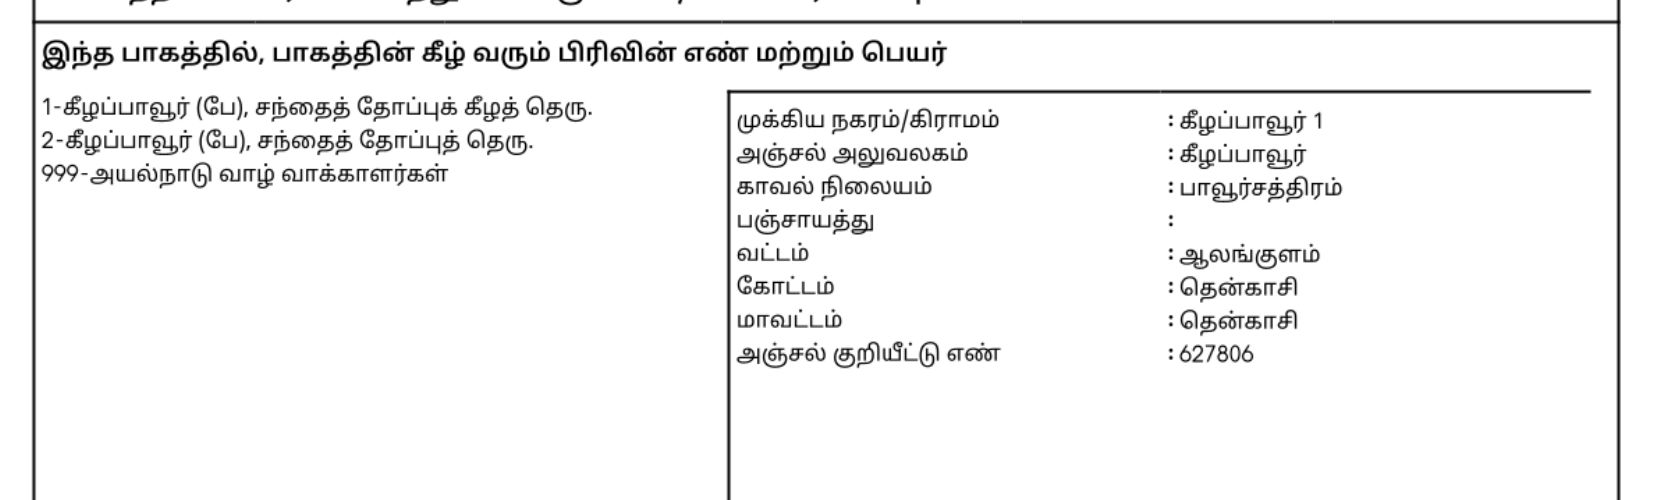 இந்த பாகத்தில், பாகத்தின் கீழ் வரும் பிரிவின் எண் மற்றும் பெயர்
1-கீழப்பாவூர் (பே), சந்தைத் தோப்புக் கீழத் தெரு.
2-கீழப்பாவூர் (பே), சந்தைத் தோப்புத் தெரு.
999-அயல்நாடு வாழ் வாக்காளர்கள்
முக்கிய நகரம்/கிராமம் : கீழப்பாவூர் 1
அஞ்சல் அலுவலகம் : கீழப்பாவூர்
காவல் நிலையம் : பாவூர்சத்திரம்
பஞ்சாயத்து :
வட்டம் : ஆலங்குளம்
கோட்டம் : தென்காசி
மாவட்டம் : தென்காசி
அஞ்சல் குறியீட்டு எண் : 627806